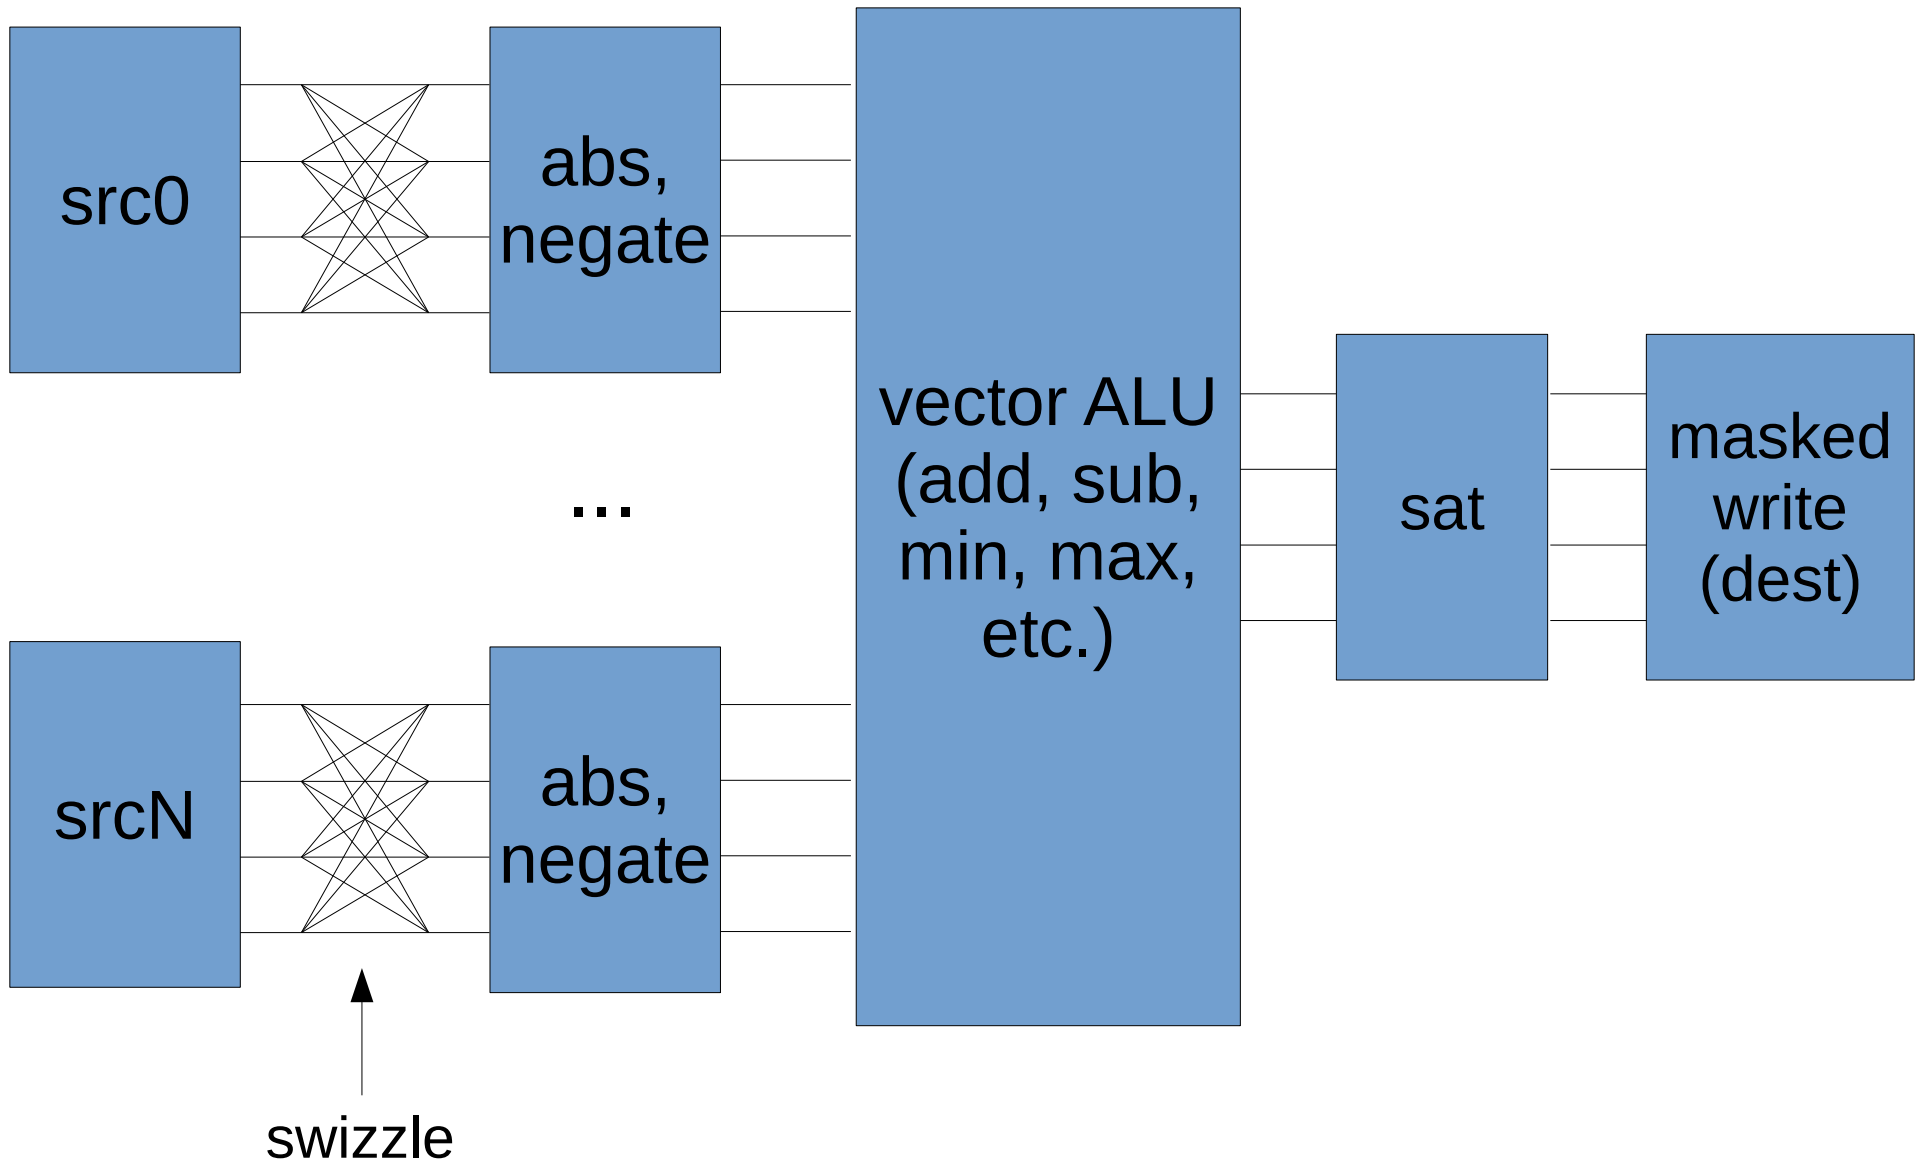 src0
abs,
negate
...
srcN
abs,
negate
swizzle
vector ALU
(add, sub,
min, max,
etc.)
sat
masked
write
(dest)